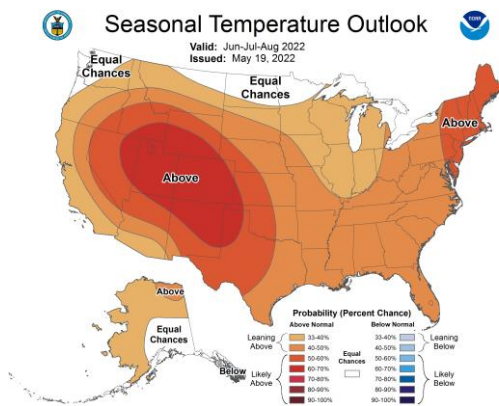 Seasonal Temperature Outlook
Valid: Jun-Jul-Aug 2022
Issued: May 19, 2022
NOAA
Equal
Chances
Equal
Chances
Above
Above
Above
Equal
Chances
Below
Probability (Percent Chance)
Above Normal
Below Normal
Leaning
Above
33-40%
40-50%
Likely
Above
50-60%
60-70%
70-80%
80-90%
90-100%
Equal
Chances
33-40%
40-50%
Leaning
Below
50-60%
60-70%
70-80%
80-90%
90-100%
Likely
Below